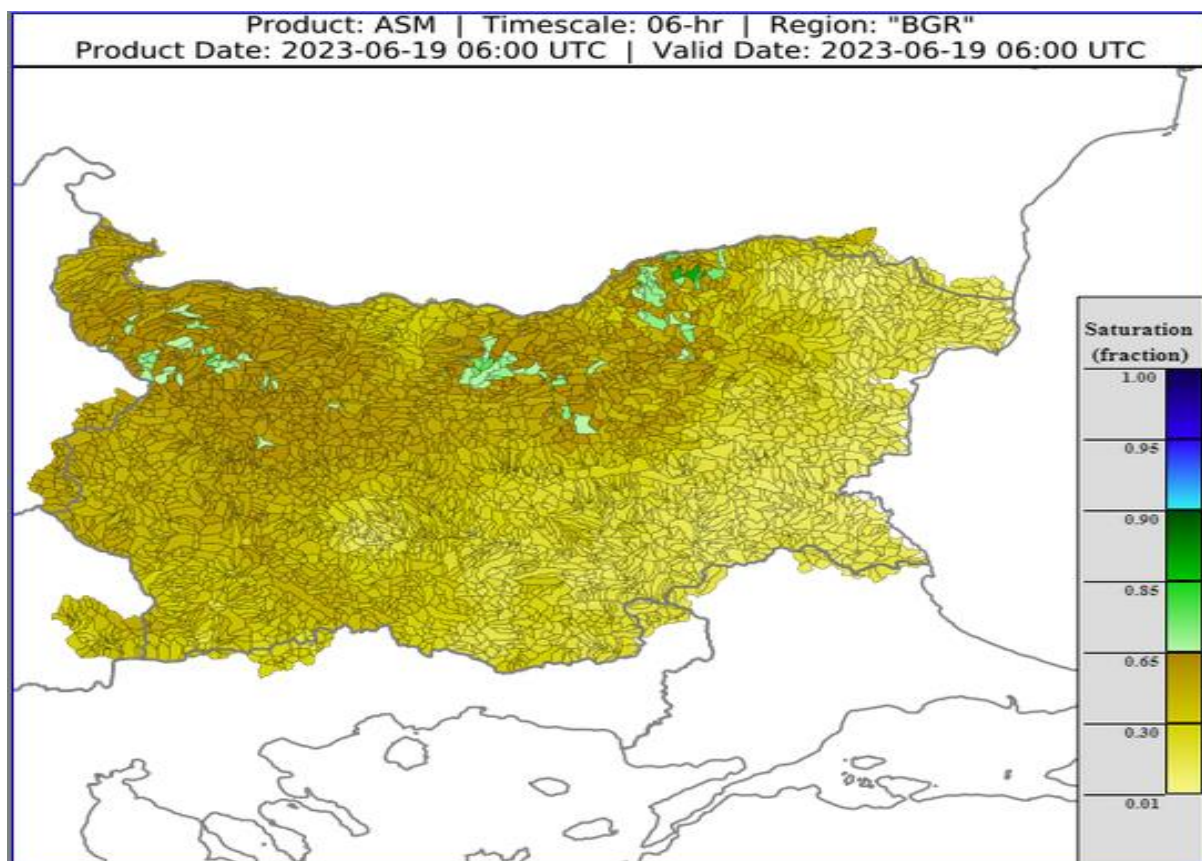 Product: ASM | Timescale: 06-hr | Region: "BGR"
Product Date: 2023-06-19 06:00 UTC | Valid Date: 2023-06-19 06:00 UTC
Saturation
(fraction)
1.00
0.95
0.90
0.85
0.65
0.30
0.01